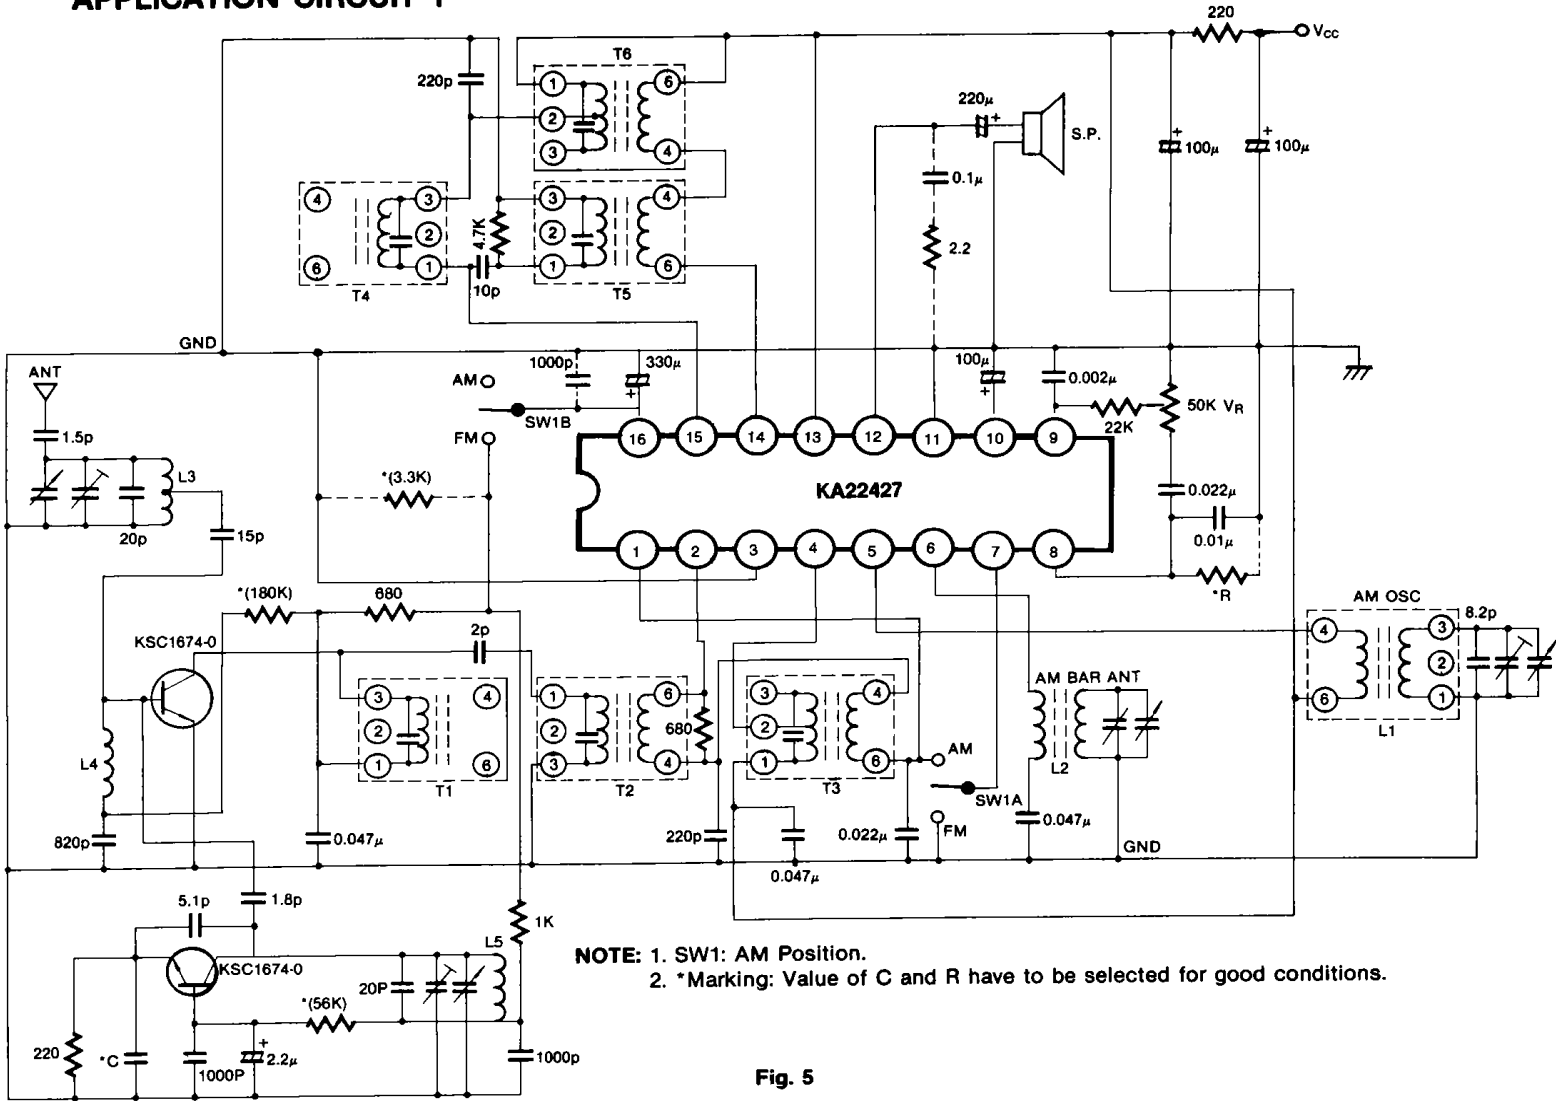 APPLICATION CIRCUIT 1
220
VCC
T6
1
6
2
3
4
220p
220μ
+
S.P.
+
100μ
+
100μ
0.1μ
2.2
4
3
2
6
1
T4
4.7K
10p
3
4
2
1
6
T5
GND
ANT
1.5p
L3
20p
15p
AM
SW1B
FM
1000p
330μ
+
100μ
+
0.002μ
22K
50K VR
*(3.3K)
16
15
14
13
12
11
10
9
KA22427
1
2
3
4
5
6
7
8
0.022μ
0.01μ
*R
*(180K)
680
KSC1674-0
2p
3
4
2
1
6
T1
1
6
2
3
4
T2
680
3
4
2
1
6
T3
AM
SW1A
FM
AM BAR ANT
L2
AM OSC
4
3
2
6
1
L1
8.2p
L4
820p
0.047μ
220p
0.047μ
0.022μ
0.047μ
GND
5.1p
1.8p
KSC1674-0
220
*C
1000P
+
2.2μ
*(56K)
20P
L5
1K
1000p
NOTE: 1. SW1: AM Position.
2. *Marking: Value of C and R have to be selected for good conditions.
Fig. 5